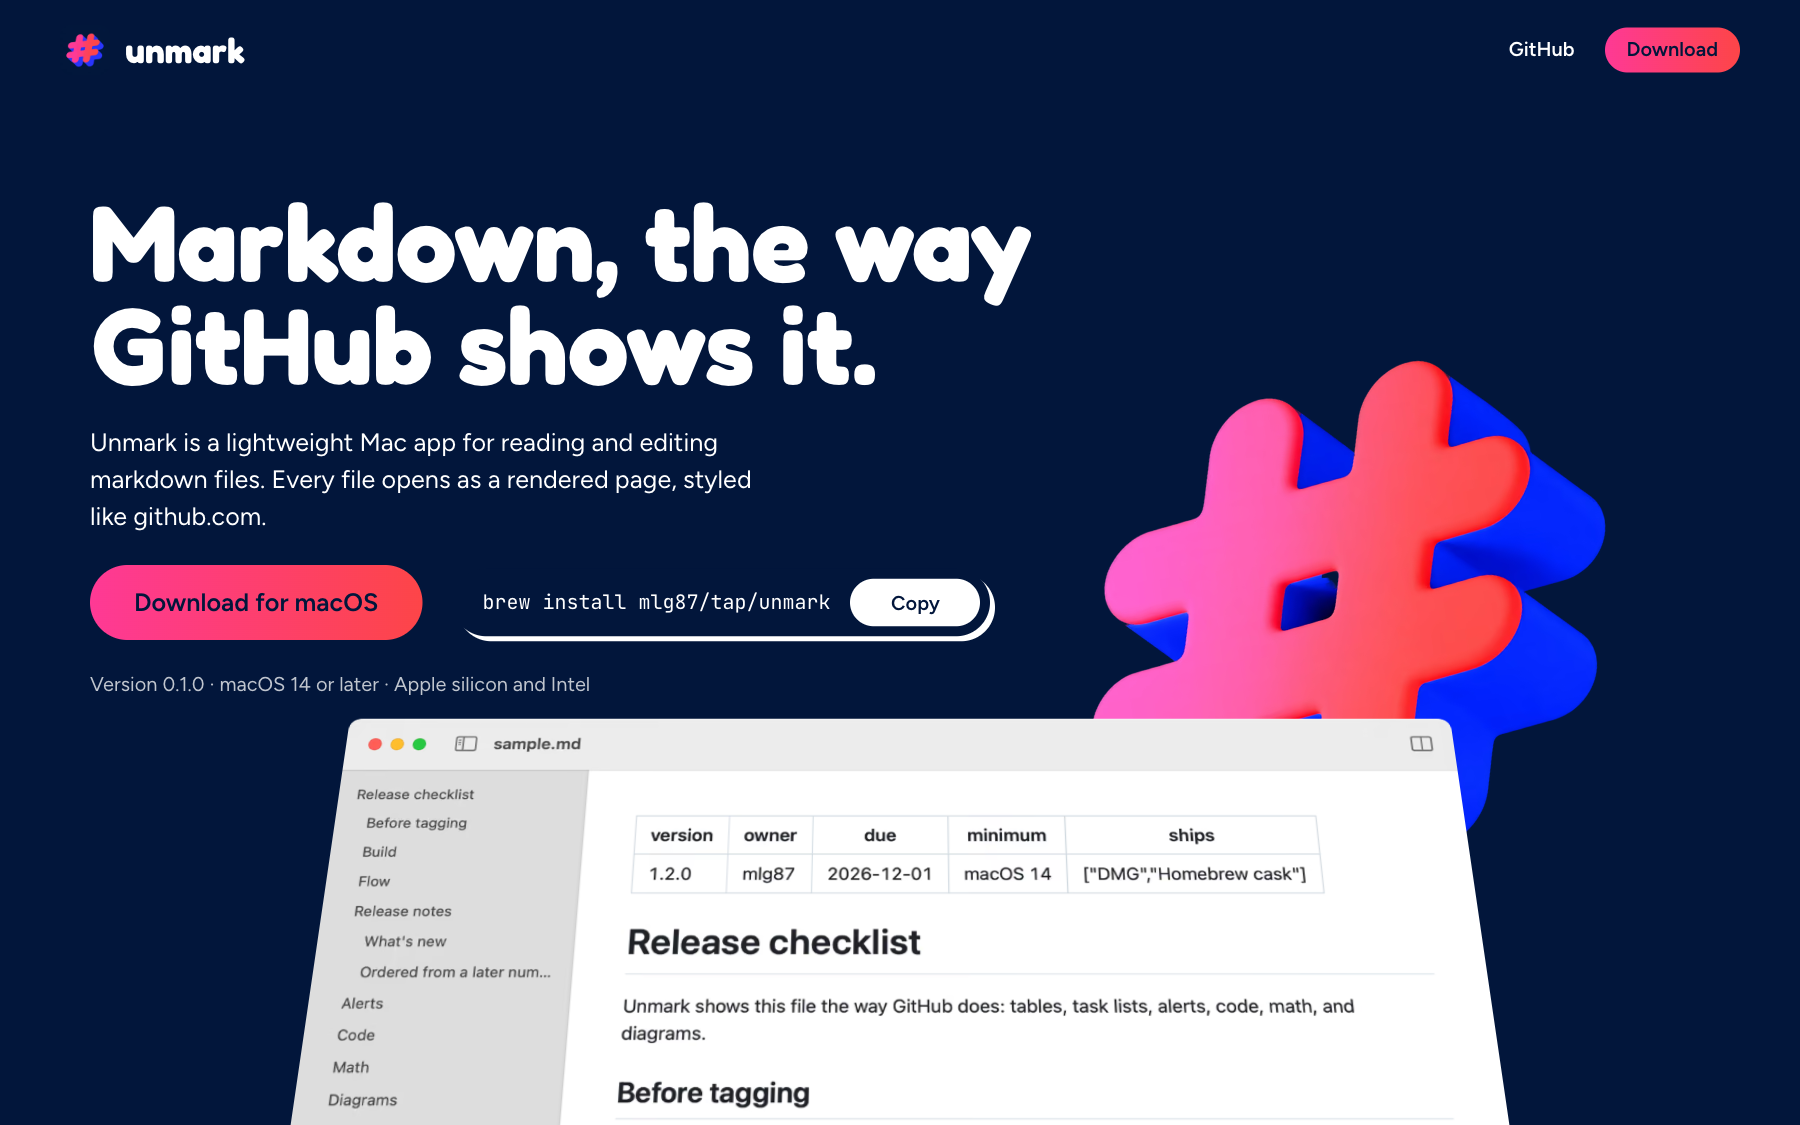 unmark
GitHub
Download
Markdown, the way
GitHub shows it.
Unmark is a lightweight Mac app for reading and editing
markdown files. Every file opens as a rendered page, styled
like github.com.
Download for macOS
brew install mlg87/tap/unmark
Copy
Version 0.1.0 · macOS 14 or later · Apple silicon and Intel
sample.md
Release checklist
Before tagging
Build
Flow
Release notes
What's new
Ordered from a later num...
Alerts
Code
Math
Diagrams
version owner due minimum ships
1.2.0 mlg87 2026-12-01 macOS 14 ["DMG","Homebrew cask"]
Release checklist
Unmark shows this file the way GitHub does: tables, task lists, alerts, code, math, and
diagrams.
Before tagging